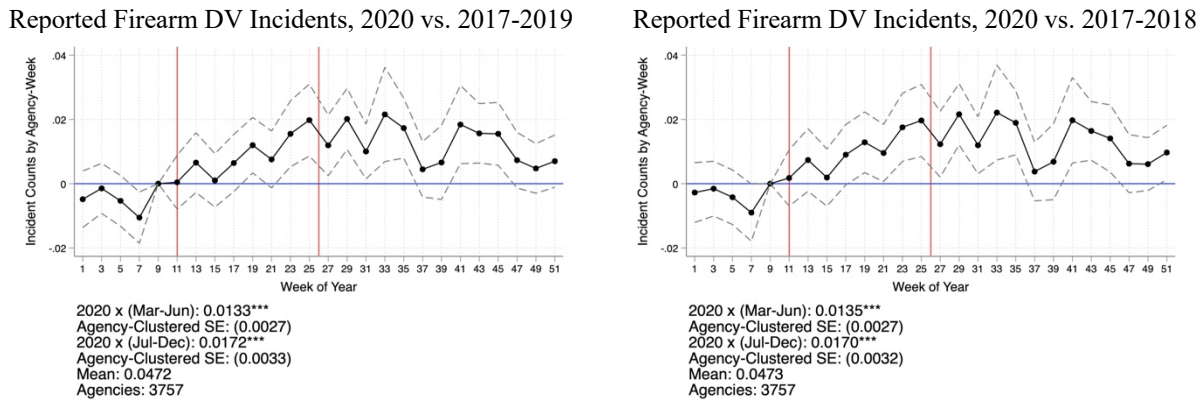 Reported Firearm DV Incidents, 2020 vs. 2017-2019
Incident Counts by Agency-Week
.04
.02
0
-.02
1 3 5 7 9 11 13 15 17 19 21 23 25 27 29 31 33 35 37 39 41 43 45 47 49 51
Week of Year
2020 x (Mar-Jun): 0.0133***
Agency-Clustered SE: (0.0027)
2020 x (Jul-Dec): 0.0172***
Agency-Clustered SE: (0.0033)
Mean: 0.0472
Agencies: 3757
Reported Firearm DV Incidents, 2020 vs. 2017-2018
Incident Counts by Agency-Week
.04
.02
0
-.02
1 3 5 7 9 11 13 15 17 19 21 23 25 27 29 31 33 35 37 39 41 43 45 47 49 51
Week of Year
2020 x (Mar-Jun): 0.0135***
Agency-Clustered SE: (0.0027)
2020 x (Jul-Dec): 0.0170***
Agency-Clustered SE: (0.0032)
Mean: 0.0473
Agencies: 3757